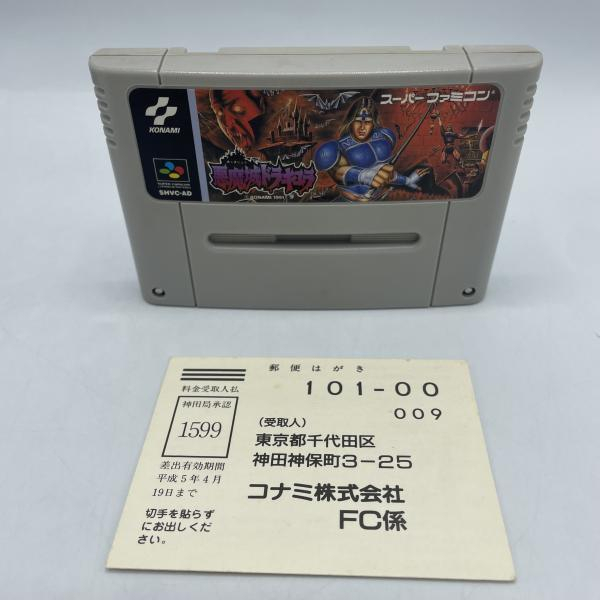 KONAMI
スーパーファミコン
SUPER FAMICOM
SHVC-AD
悪魔城ドラキュラ
© KONAMI 1991
郵便はがき
料金受取人払
101-00
009
神田局承認
1599
(受取人)
東京都千代田区
神田神保町3-25
コナミ株式会社
FC係
差出有効期間
平成5年4月
19日まで
切手を貼らず
にお出しくだ
さい。